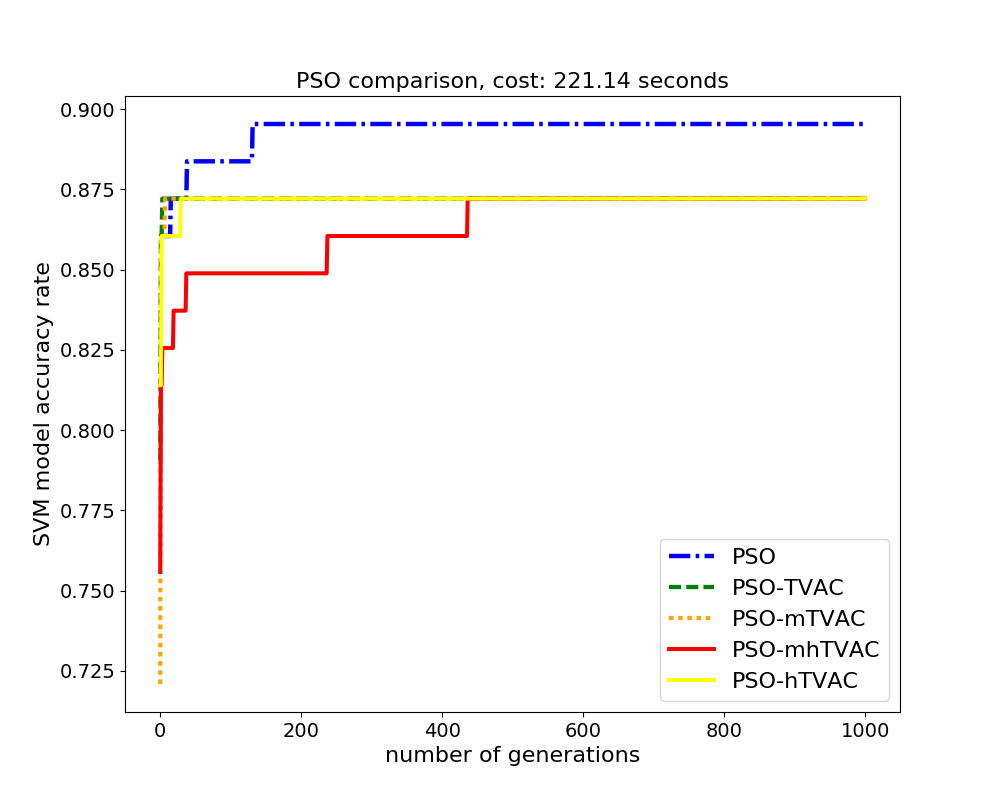 PSO comparison, cost: 221.14 seconds
0.900
0.875
0.850
0.825
0.800
0.775
0.750
0.725
SVM model accuracy rate
PSO
PSO-TVAC
PSO-mTVAC
PSO-mhTVAC
PSO-hTVAC
0 200 400 600 800 1000
number of generations